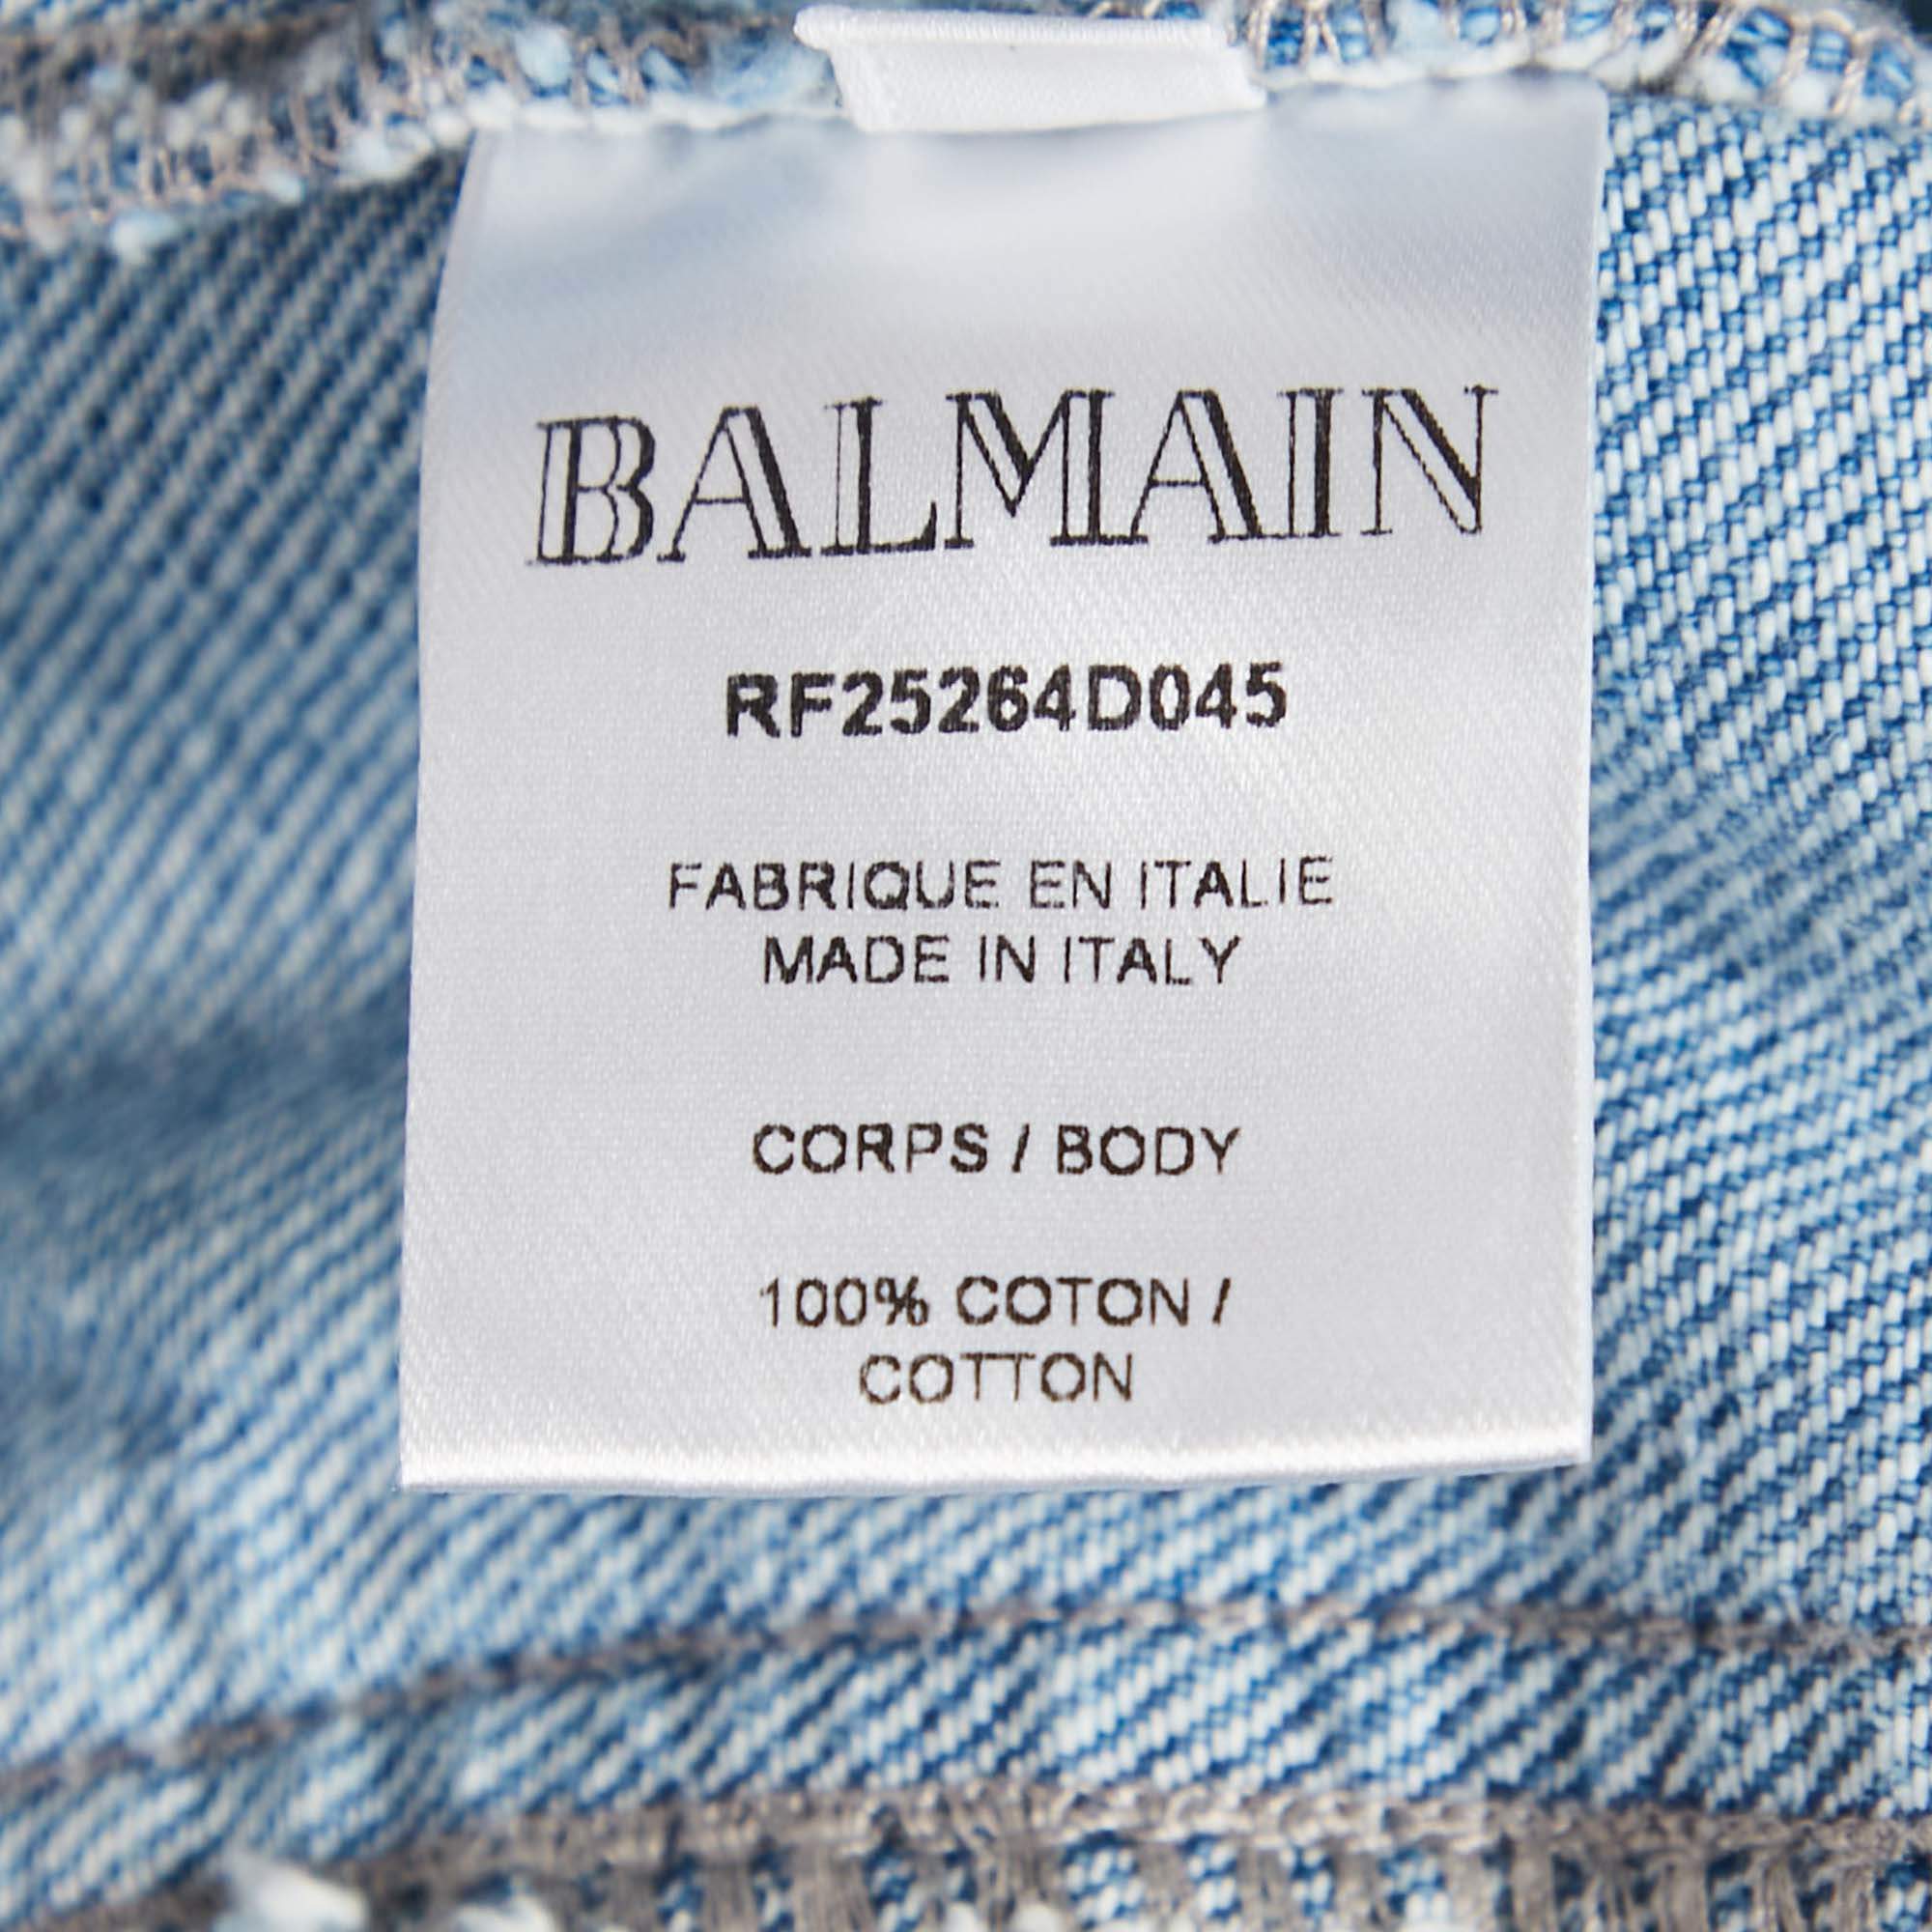 BALMAIN
RF25264D045
FABRIQUE EN ITALIE
MADE IN ITALY
CORPS / BODY
100% COTON /
COTTON